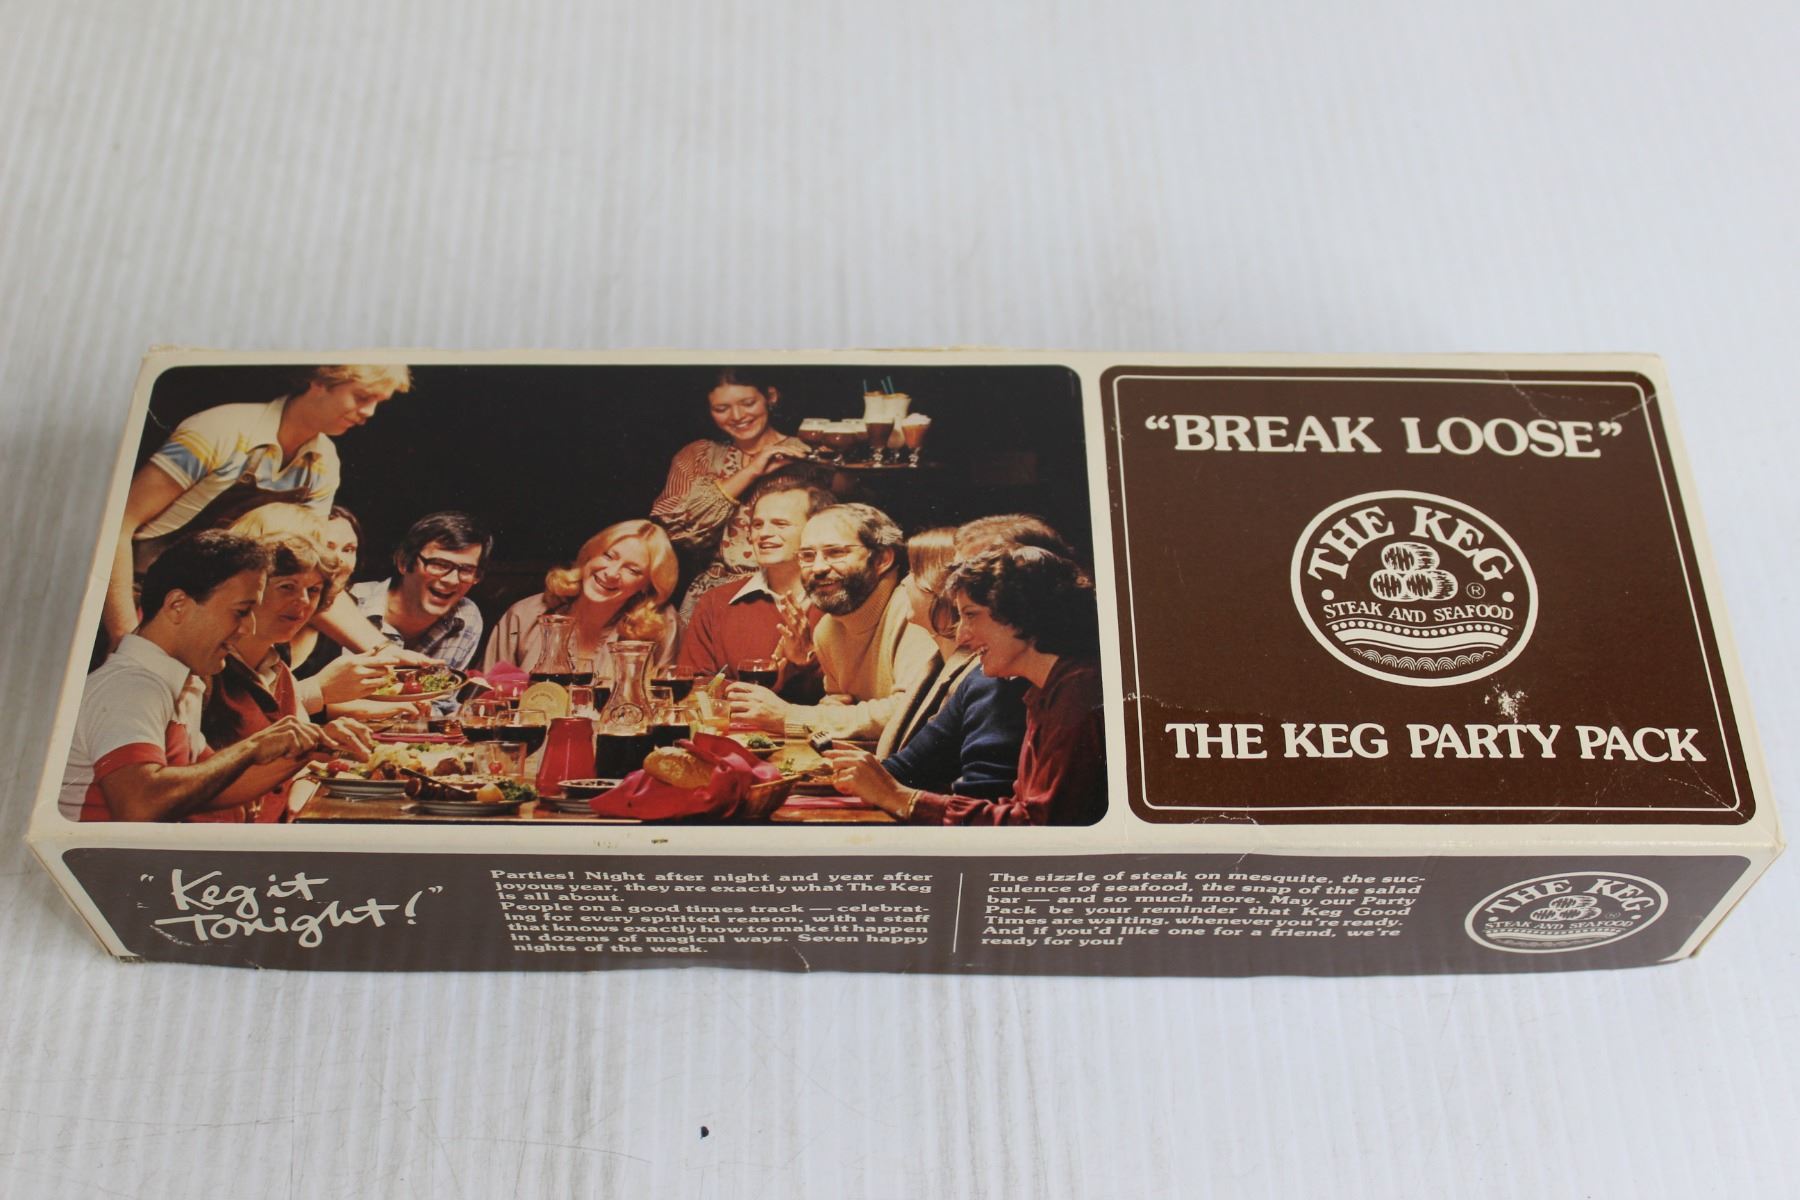 “BREAK LOOSE”
THE KEG
®
STEAK AND SEAFOOD
THE KEG PARTY PACK
“Keg it
Tonight!”
Parties! Night after night and year after
joyous year, they are exactly what The Keg
is all about.
People on a good times track — celebrat-
ing for every spirited reason, with a staff
that knows exactly how to make it happen
in dozens of magical ways. Seven happy
nights of the week.
The sizzle of steak on mesquite, the suc-
culence of seafood, the snap of the salad
bar — and so much more. May our Party
Pack be your reminder that Keg Good
Times are waiting, whenever you're ready.
And if you'd like one for a friend, we're
ready for you!
THE KEG
®
STEAK AND SEAFOOD